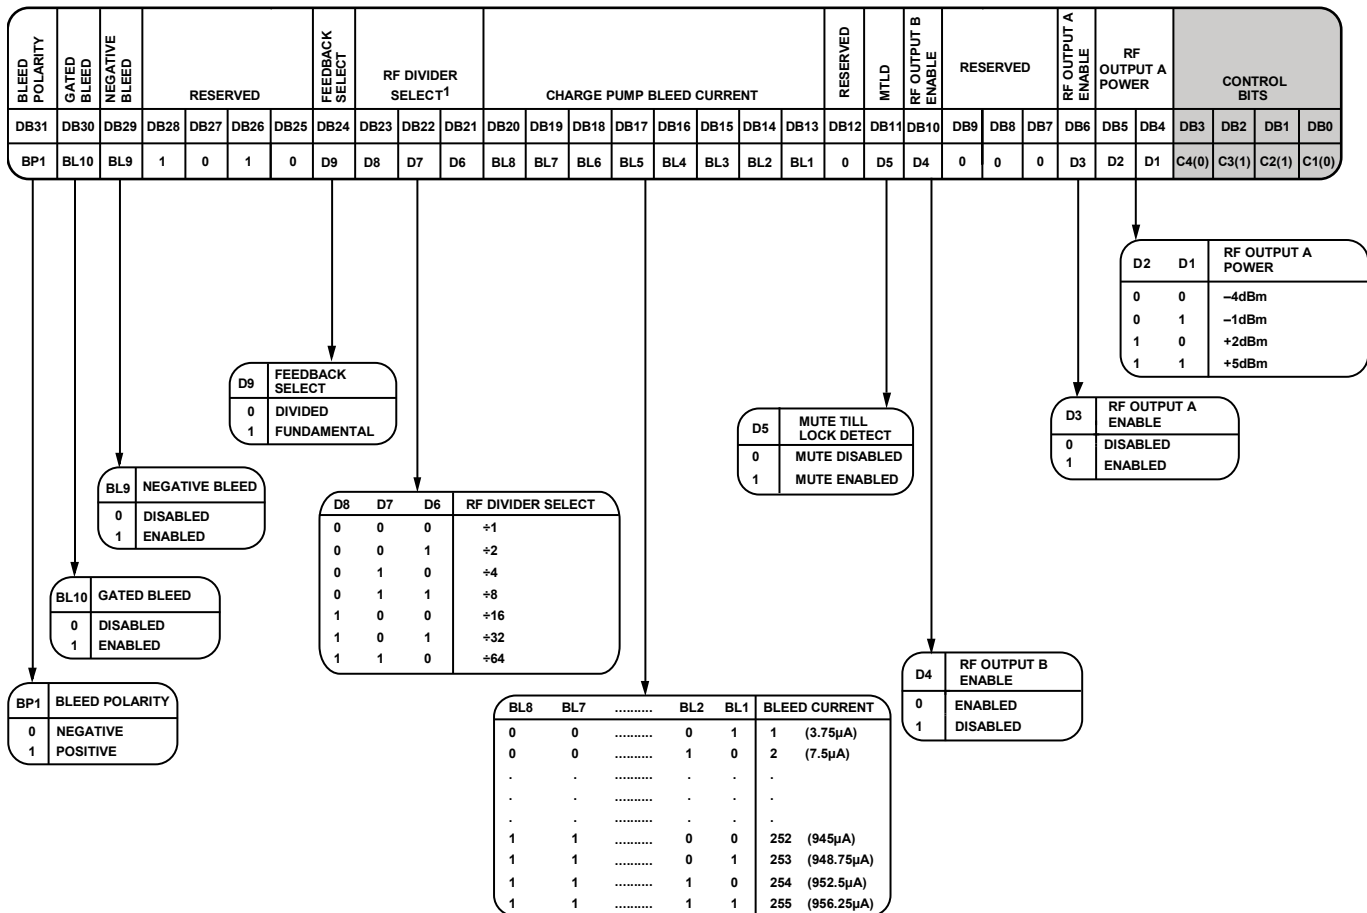 BLEED POLARITY
GATED BLEED
NEGATIVE BLEED
RESERVED
FEEDBACK SELECT
RF DIVIDER SELECT1
CHARGE PUMP BLEED CURRENT
RESERVED
MTLD
RF OUTPUT B ENABLE
RESERVED
RF OUTPUT A ENABLE
RF OUTPUT A POWER
CONTROL BITS
DB31 DB30 DB29 DB28 DB27 DB26 DB25 DB24 DB23 DB22 DB21 DB20 DB19 DB18 DB17 DB16 DB15 DB14 DB13 DB12 DB11 DB10 DB9 DB8 DB7 DB6 DB5 DB4 DB3 DB2 DB1 DB0
BP1 BL10 BL9 1 0 1 0 D9 D8 D7 D6 BL8 BL7 BL6 BL5 BL4 BL3 BL2 BL1 0 D5 D4 0 0 0 D3 D2 D1 C4(0) C3(1) C2(1) C1(0)
D2 D1 RF OUTPUT A POWER
0 0 –4dBm
0 1 –1dBm
1 0 +2dBm
1 1 +5dBm
D9 FEEDBACK SELECT
0 DIVIDED
1 FUNDAMENTAL
D3 RF OUTPUT A ENABLE
0 DISABLED
1 ENABLED
D5 MUTE TILL LOCK DETECT
0 MUTE DISABLED
1 MUTE ENABLED
BL9 NEGATIVE BLEED
0 DISABLED
1 ENABLED
D8 D7 D6 RF DIVIDER SELECT
0 0 0 ÷1
0 0 1 ÷2
0 1 0 ÷4
0 1 1 ÷8
1 0 0 ÷16
1 0 1 ÷32
1 1 0 ÷64
BL10 GATED BLEED
0 DISABLED
1 ENABLED
D4 RF OUTPUT B ENABLE
0 ENABLED
1 DISABLED
BP1 BLEED POLARITY
0 NEGATIVE
1 POSITIVE
BL8 BL7 .......... BL2 BL1 BLEED CURRENT
0 0 .......... 0 1 1 (3.75µA)
0 0 .......... 1 0 2 (7.5µA)
. . .......... . . .
. . .......... . . .
. . .......... . . .
1 1 .......... 0 0 252 (945µA)
1 1 .......... 0 1 253 (948.75µA)
1 1 .......... 1 0 254 (952.5µA)
1 1 .......... 1 1 255 (956.25µA)